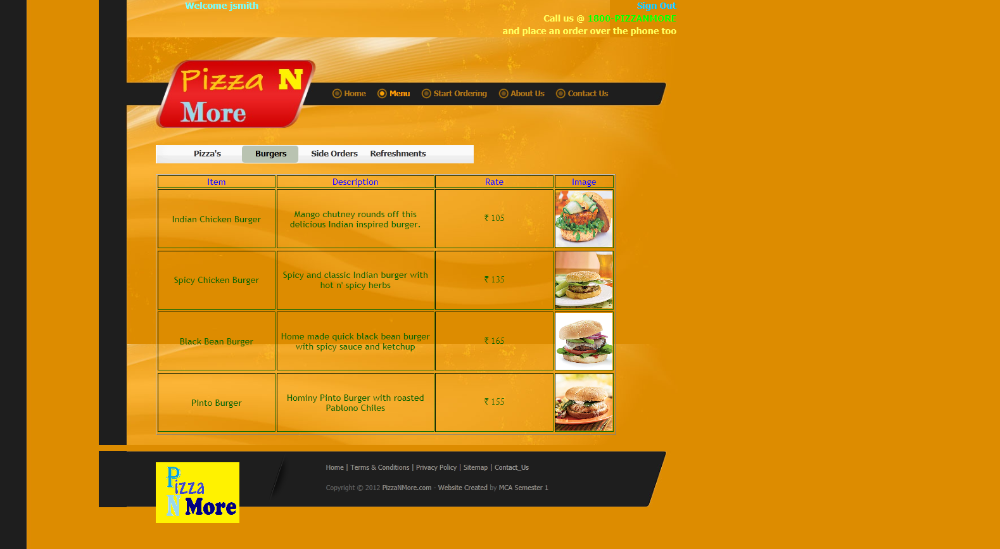 Welcome jsmith
Sign Out
Call us @ 1800-PIZZANMORE
and place an order over the phone too
Pizza N
More
Home Menu Start Ordering About Us Contact Us
Pizza's Burgers Side Orders Refreshments
Item Description Rate Image
Indian Chicken Burger
Mango chutney rounds off this
delicious Indian inspired burger.
₹ 105
Spicy Chicken Burger
Spicy and classic Indian burger with
hot n' spicy herbs
₹ 135
Black Bean Burger
Home made quick black bean burger
with spicy sauce and ketchup
₹ 165
Pinto Burger
Hominy Pinto Burger with roasted
Pablono Chiles
₹ 155
Pizza
N More
Home | Terms & Conditions | Privacy Policy | Sitemap | Contact_Us
Copyright © 2012 PizzaNMore.com - Website Created by MCA Semester 1